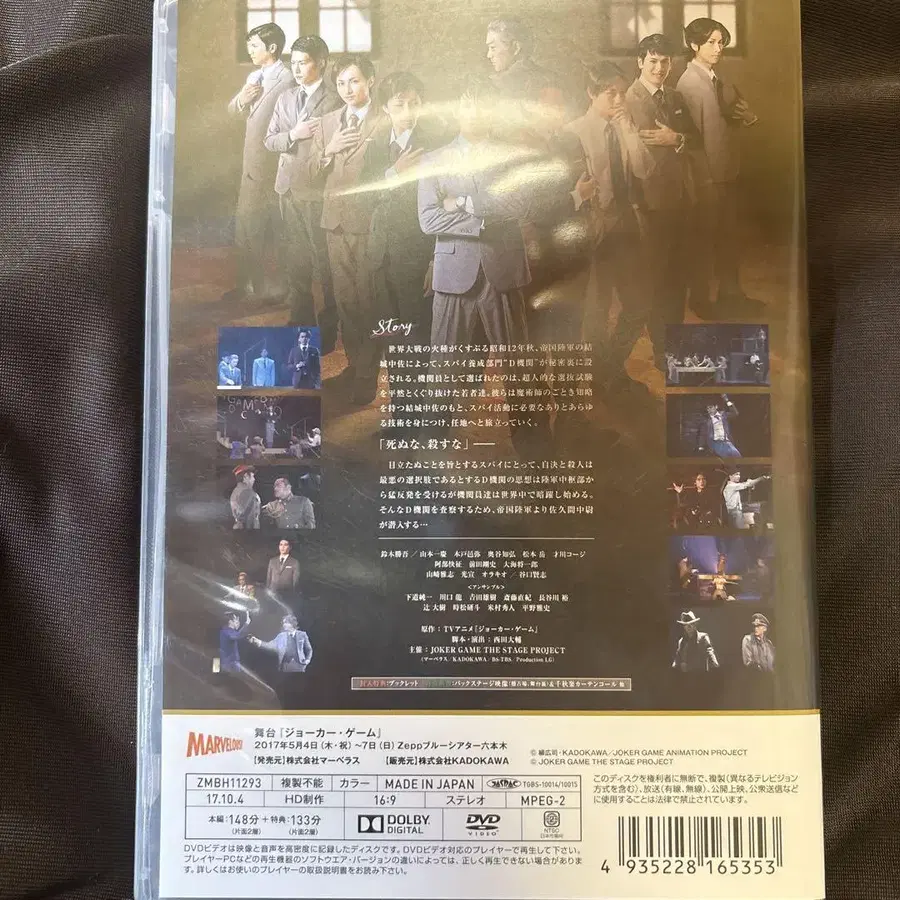 Story
世界大戦の火種がくすぶる昭和12年秋、帝国陸軍の結
城中佐によって、スパイ養成部門"D機関"が秘密裏に設
立される。機関員として選ばれたのは、超人的な選抜試験
を平然とくぐり抜けた若者達。彼らは魔術師のごとき知略
を持つ結城中佐のもと、スパイ活動に必要なありとあらゆ
る技術を身につけ、任地へと旅立っていく。
「死ぬな、殺すな」——
目立たぬことを旨とするスパイにとって、自決と殺人は
最悪の選択肢であるとするD機関の思想は陸軍中枢部か
ら猛反発を受けるが機関員達は世界中で暗躍し始める。
そんなD機関を査察するため、帝国陸軍より佐久間中尉
が潜入する…
鈴木勝吾／山本一慶 木戸邑弥 奥谷知弘 松本 岳 才川コージ
阿部快征 前田剛史 大海将一郎
山崎雅志 光宣 オラキオ／谷口賢志
<アンサンブル>
下道純一 川口 龍 吉田雄樹 斎藤直紀 長谷川 裕
辻 大樹 時松研斗 米村秀人 平野雅史
原作：TVアニメ「ジョーカー・ゲーム」
脚本・演出：西田大輔
主催：JOKER GAME THE STAGE PROJECT
(マーベラス/KADOKAWA/BS-TBS/Production I.G)
封入特典:ブックレット :バックステージ映像(稽古場、舞台裏)&千秋楽カーテンコール 他
MARVELOUS!
舞台『ジョーカー・ゲーム』
2017年5月4日（木・祝）～7日（日）Zeppブルーシアター六本木
【発売元】株式会社マーベラス 【販売元】株式会社KADOKAWA
© 柳広司・KADOKAWA/JOKER GAME ANIMATION PROJECT
© JOKER GAME THE STAGE PROJECT
ZMBH11293 複製不能 カラー MADE IN JAPAN JASRAC TGBS-10014/10015
17.10.4 HD制作 16:9 ステレオ MPEG-2
本編：148分＋特典：133分
(片面2層) (片面2層)
DOLBY DIGITAL
DVD VIDEO
NTSC
日本市場向
このディスクを権利者に無断で、複製（異なるテレビジョン
方式を含む）、放送（有線、無線）、公開上映、公衆送信など
に使用することは法律で禁止されています。
DVDビデオは映像と音声を高密度に記録したディスクです。DVDビデオ対応のプレイヤーで再生してください。
プレイヤーPCなどの再生機器のソフトウエア・バージョンの違いによっては、正しく再生できない場合があります。
詳しくはお使いのプレイヤーの取扱説明書をお読み下さい。
4 935228 165353